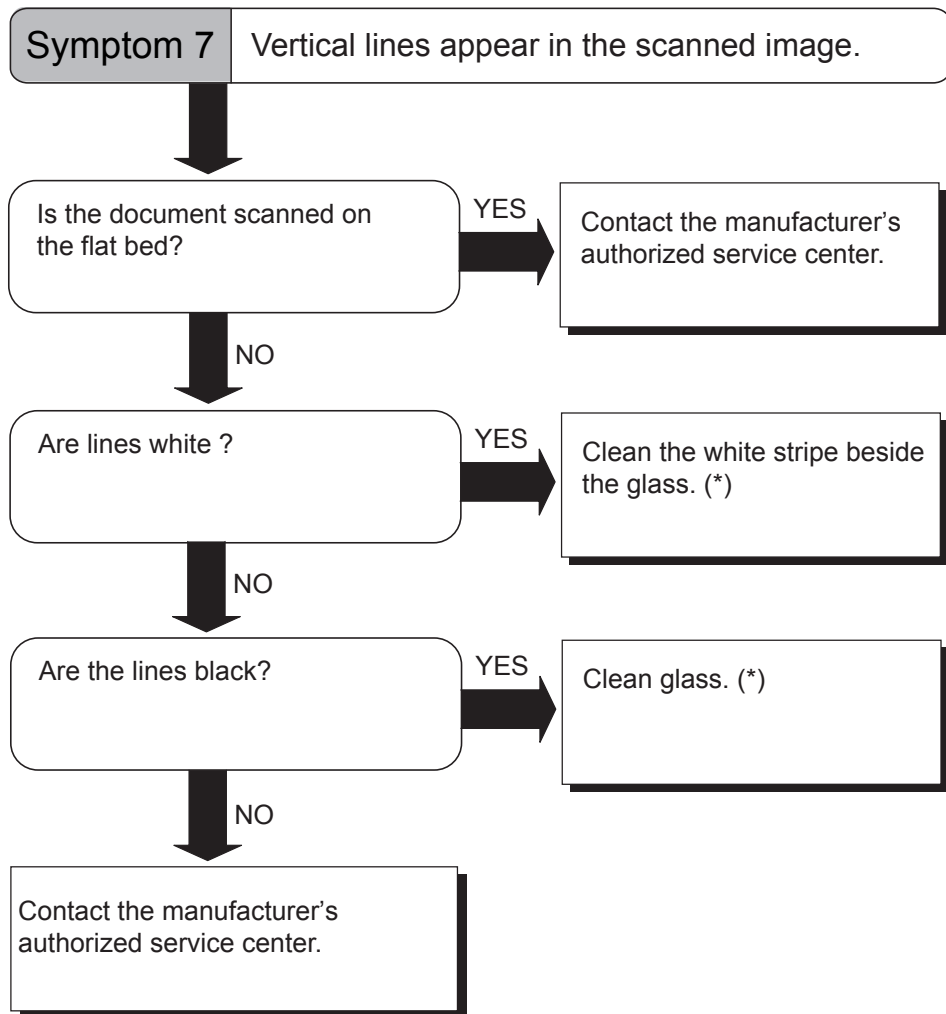 Symptom 7
Vertical lines appear in the scanned image.
Is the document scanned on
the flat bed?
YES
Contact the manufacturer's
authorized service center.
NO
Are lines white ?
YES
Clean the white stripe beside
the glass. (*)
NO
Are the lines black?
YES
Clean glass. (*)
NO
Contact the manufacturer's
authorized service center.